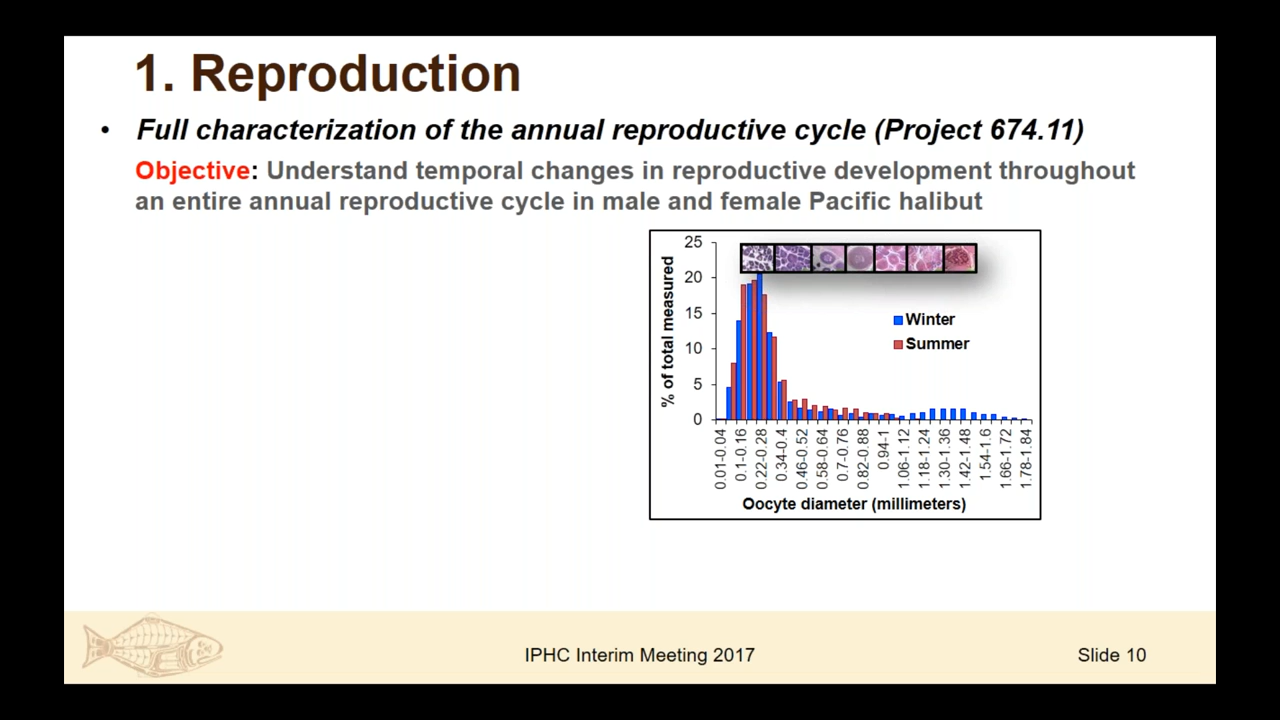 1. Reproduction
• Full characterization of the annual reproductive cycle (Project 674.11)
Objective: Understand temporal changes in reproductive development throughout
an entire annual reproductive cycle in male and female Pacific halibut
25
20
15
10
5
0
% of total measured
Winter
Summer
0.01-0.04
0.1-0.16
0.22-0.28
0.34-0.4
0.46-0.52
0.58-0.64
0.7-0.76
0.82-0.88
0.94-1
1.06-1.12
1.18-1.24
1.30-1.36
1.42-1.48
1.54-1.6
1.66-1.72
1.78-1.84
Oocyte diameter (millimeters)
IPHC Interim Meeting 2017
Slide 10